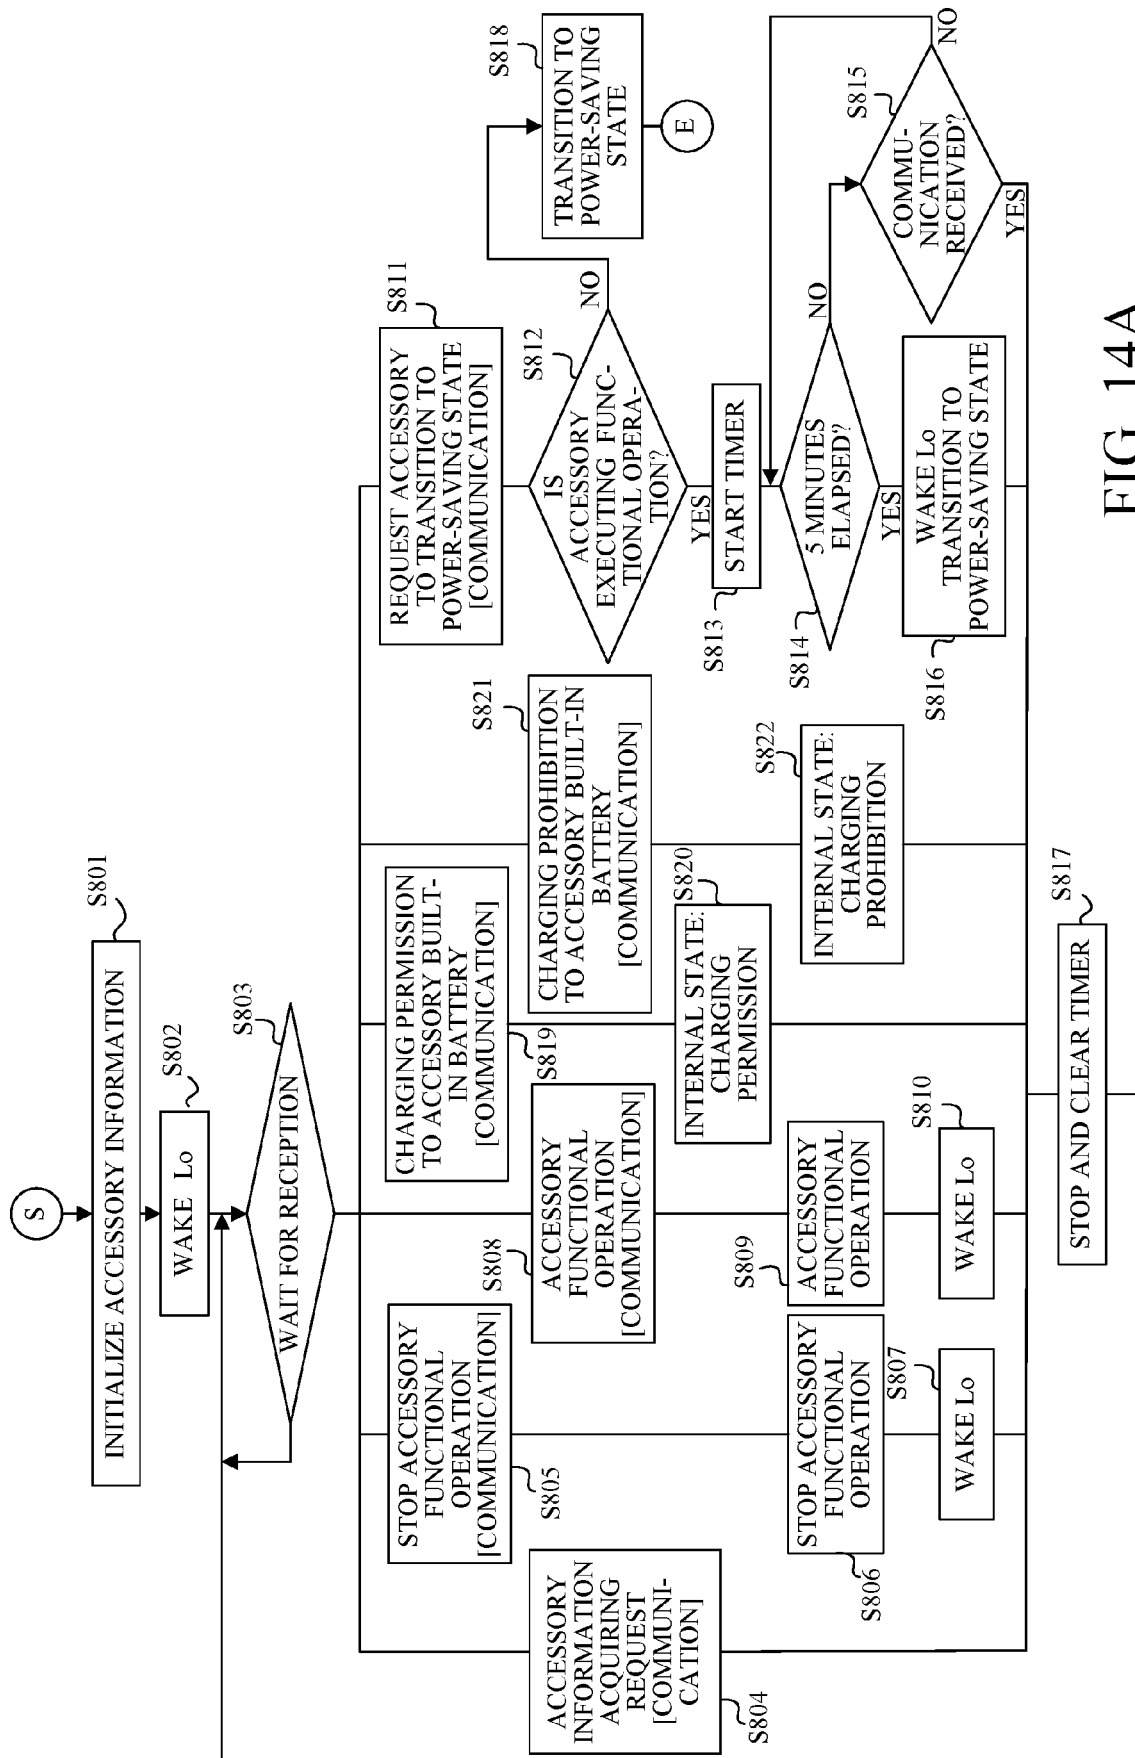 S
INITIALIZE ACCESSORY INFORMATION
S801
WAKE Lo
S802
WAIT FOR RECEPTION
S803
ACCESSORY
INFORMATION
ACQUIRING
REQUEST
[COMMUNI-
CATION]
S804
STOP ACCESSORY
FUNCTIONAL
OPERATION
[COMMUNICATION]
S805
STOP ACCESSORY
FUNCTIONAL
OPERATION
S806
WAKE Lo
S807
ACCESSORY
FUNCTIONAL
OPERATION
[COMMUNICATION]
S808
ACCESSORY
FUNCTIONAL
OPERATION
S809
WAKE Lo
S810
CHARGING PERMISSION
TO ACCESSORY BUILT-
IN BATTERY
[COMMUNICATION]
S819
INTERNAL STATE:
CHARGING
PERMISSION
S820
CHARGING PROHIBITION
TO ACCESSORY BUILT-IN
BATTERY
[COMMUNICATION]
S821
INTERNAL STATE:
CHARGING
PROHIBITION
S822
REQUEST ACCESSORY
TO TRANSITION TO
POWER-SAVING STATE
[COMMUNICATION]
S811
IS
ACCESSORY
EXECUTING FUNC-
TIONAL OPERA-
TION?
S812
NO
YES
TRANSITION TO
POWER-SAVING
STATE
S818
E
START TIMER
S813
5 MINUTES
ELAPSED?
S814
NO
YES
COMMU-
NICATION
RECEIVED?
S815
NO
YES
WAKE Lo
TRANSITION TO
POWER-SAVING STATE
S816
STOP AND CLEAR TIMER
S817
FIG. 14A